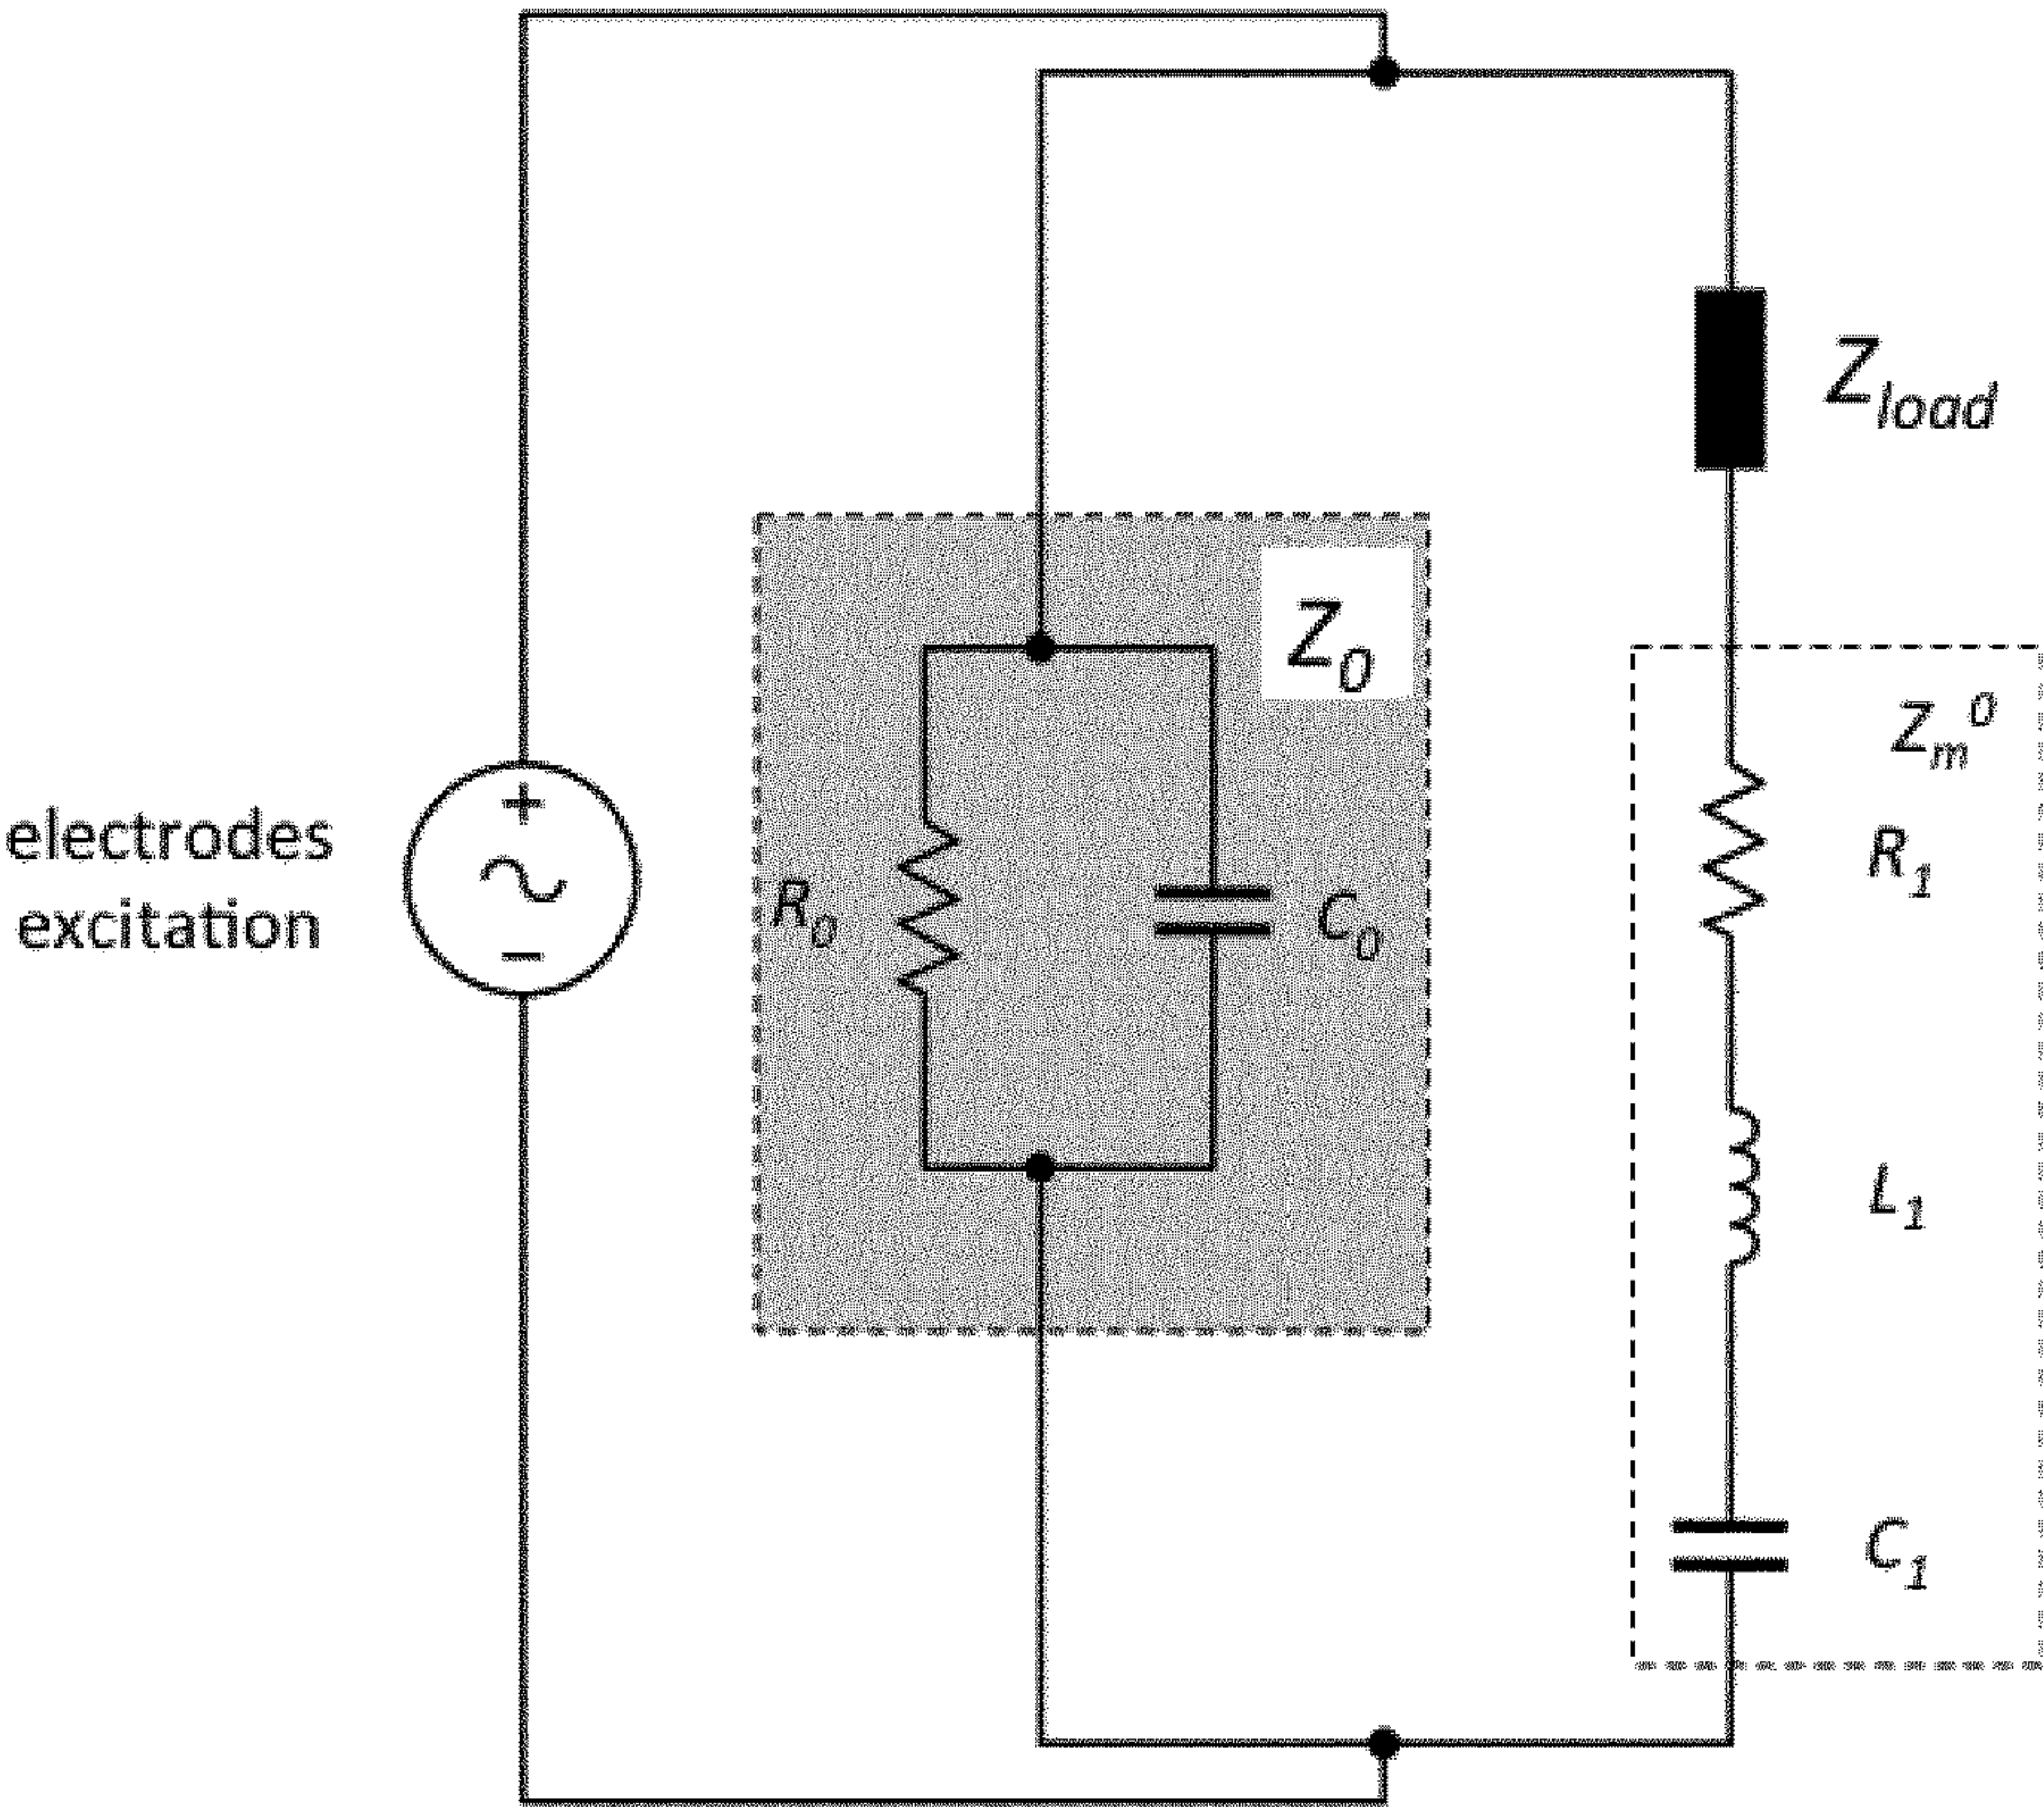 Z_load
Z_0
Z_m^0
+
electrodes
excitation
−
R_0
C_0
R_1
L_1
C_1